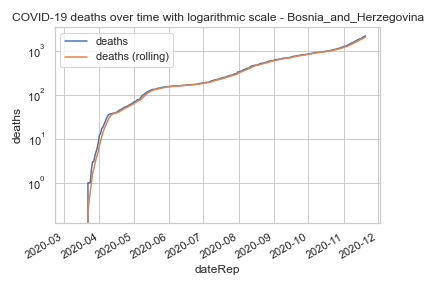 COVID-19 deaths over time with logarithmic scale - Bosnia_and_Herzegovina
deaths
deaths (rolling)
10³
10²
10¹
10⁰
deaths
2020-03
2020-04
2020-05
2020-06
2020-07
2020-08
2020-09
2020-10
2020-11
2020-12
dateRep